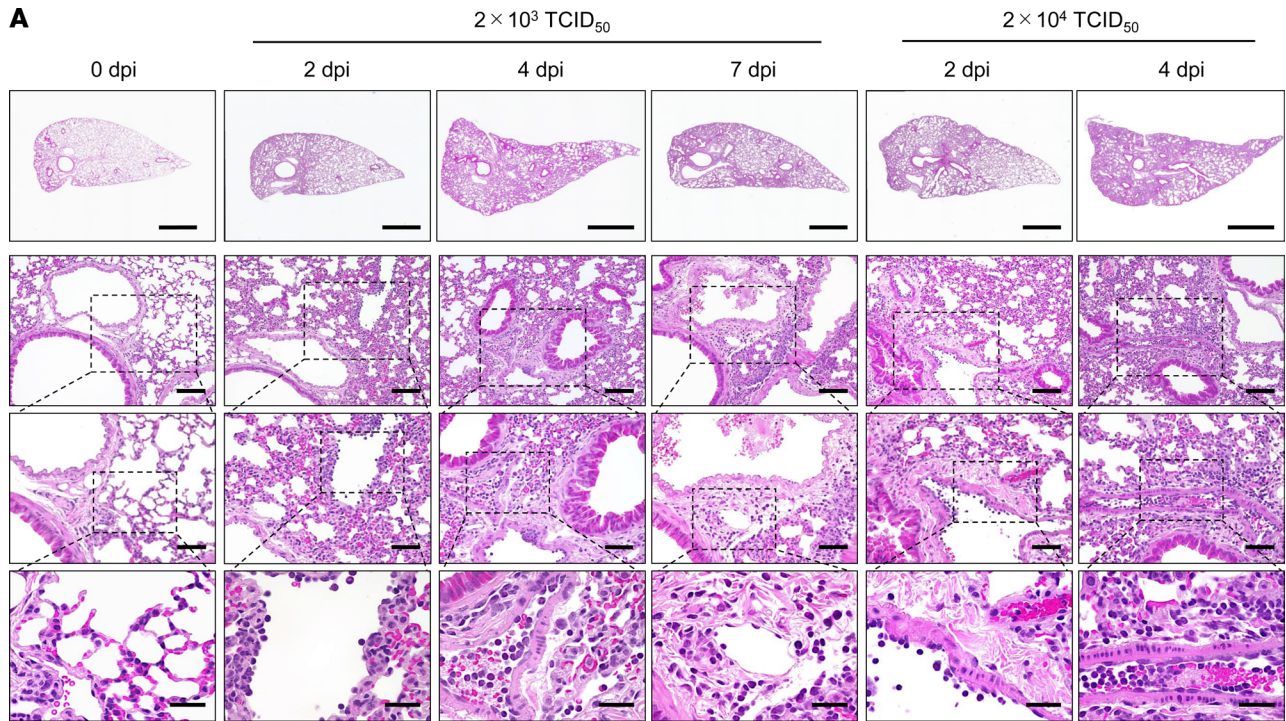 A
2 × 10³ TCID₅₀ 2 × 10⁴ TCID₅₀
0 dpi 2 dpi 4 dpi 7 dpi 2 dpi 4 dpi